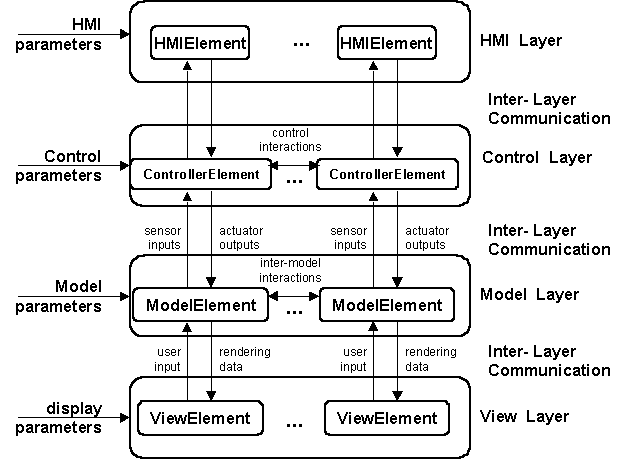 HMI
parameters
HMIElement
...
HMIElement
HMI Layer
Inter- Layer
Communication
control
interactions
Control
parameters
ControllerElement
...
ControllerElement
Control Layer
sensor
inputs
actuator
outputs
sensor
inputs
actuator
outputs
Inter- Layer
Communication
inter-model
interactions
Model
parameters
ModelElement
...
ModelElement
Model Layer
user
input
rendering
data
user
input
rendering
data
Inter- Layer
Communication
display
parameters
ViewElement
...
ViewElement
View Layer